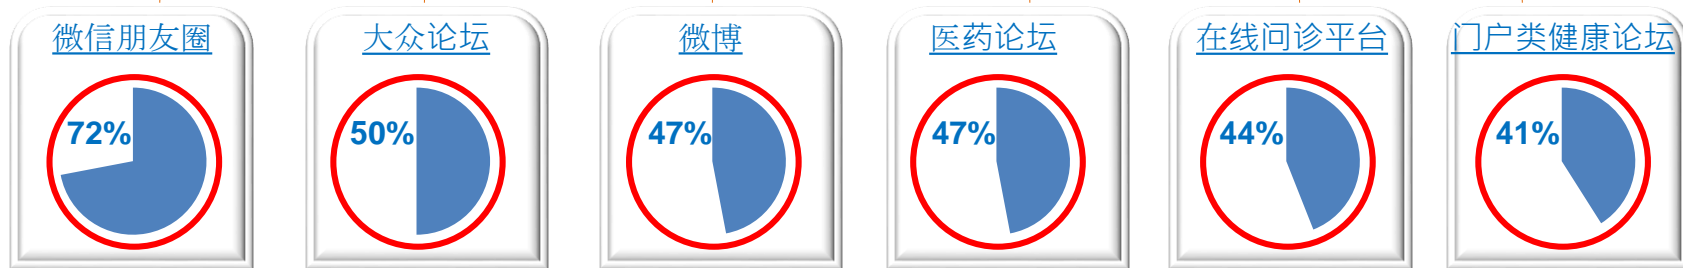 微信朋友圈
72%
大众论坛
50%
微博
47%
医药论坛
47%
在线问诊平台
44%
门户类健康论坛
41%